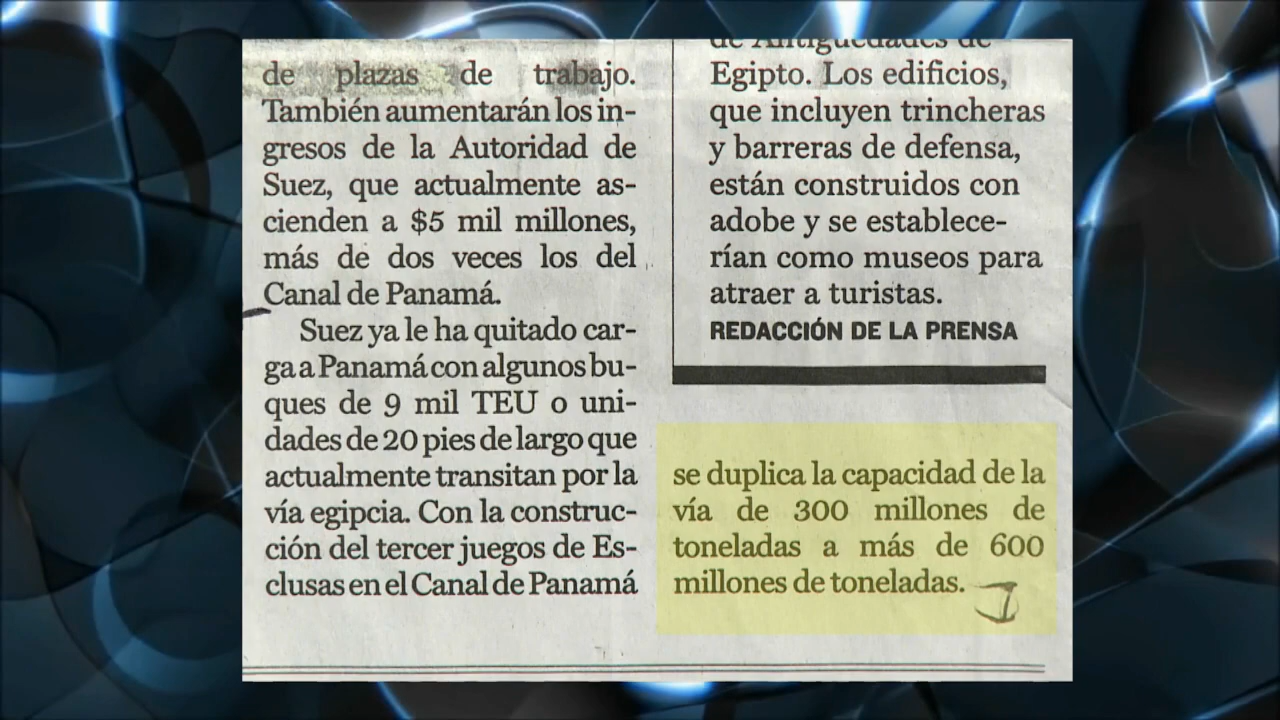 de plazas de trabajo.
También aumentarán los in-
gresos de la Autoridad de
Suez, que actualmente as-
cienden a $5 mil millones,
más de dos veces los del
Canal de Panamá.
Suez ya le ha quitado car-
ga a Panamá con algunos bu-
ques de 9 mil TEU o uni-
dades de 20 pies de largo que
actualmente transitan por la
vía egipcia. Con la construc-
ción del tercer juegos de Es-
clusas en el Canal de Panamá
de Antigüedades de
Egipto. Los edificios,
que incluyen trincheras
y barreras de defensa,
están construidos con
adobe y se establece-
rían como museos para
atraer a turistas.
REDACCIÓN DE LA PRENSA
se duplica la capacidad de la
vía de 300 millones de
toneladas a más de 600
millones de toneladas.